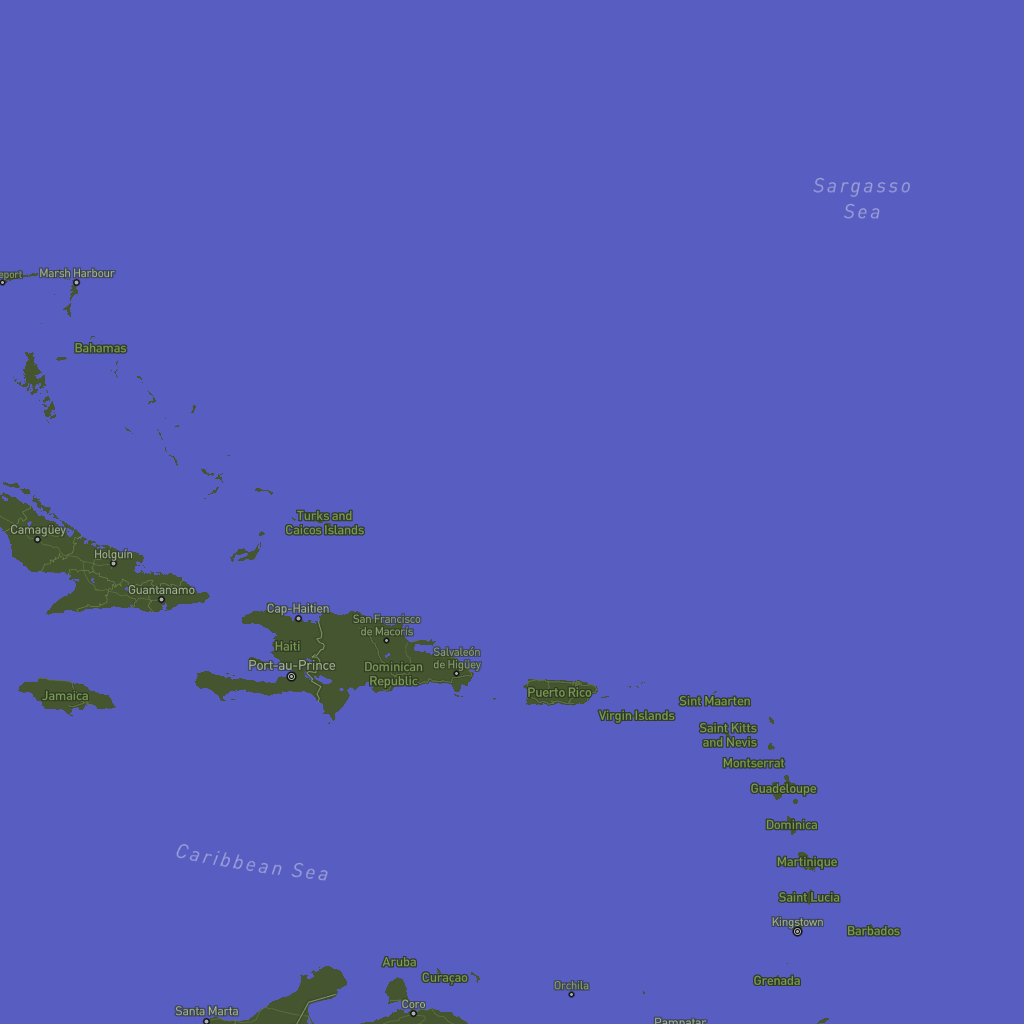 Sargasso
Sea
eport
Marsh Harbour
Bahamas
Turks and
Caicos Islands
Camagüey
Holguín
Guantanamo
Cap-Haitien
San Francisco
de Macorís
Haiti
Salvaleón
de Higüey
Port-au-Prince
Dominican
Republic
Jamaica
Puerto Rico
Sint Maarten
Virgin Islands
Saint Kitts
and Nevis
Montserrat
Guadeloupe
Dominica
Caribbean Sea
Martinique
Saint Lucia
Kingstown
Barbados
Aruba
Curaçao
Grenada
Orchila
Coro
Santa Marta
Pampatar